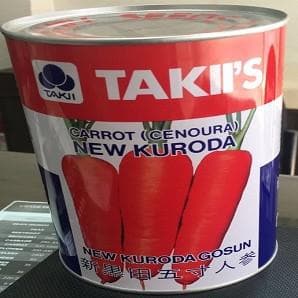 TAKII
TAKII'S
CARROT (CENOURA)
NEW KURODA
NEW KURODA GOSUN
新黒田五寸人参